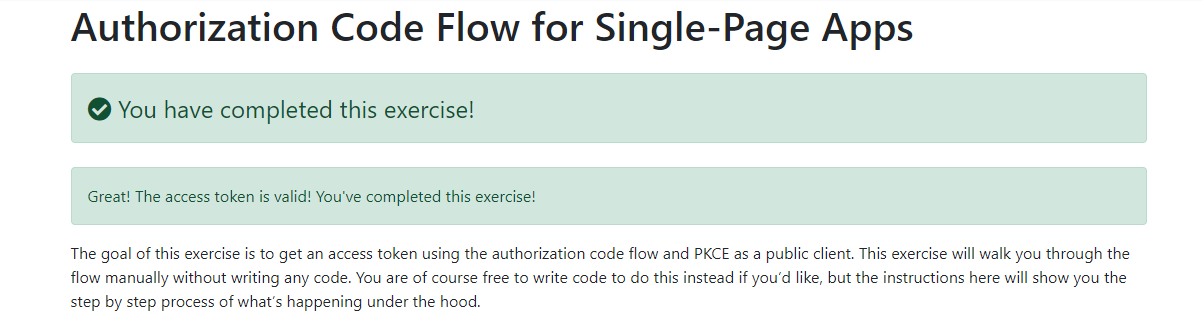 Authorization Code Flow for Single-Page Apps
You have completed this exercise!
Great! The access token is valid! You've completed this exercise!
The goal of this exercise is to get an access token using the authorization code flow and PKCE as a public client. This exercise will walk you through the
flow manually without writing any code. You are of course free to write code to do this instead if you’d like, but the instructions here will show you the
step by step process of what’s happening under the hood.